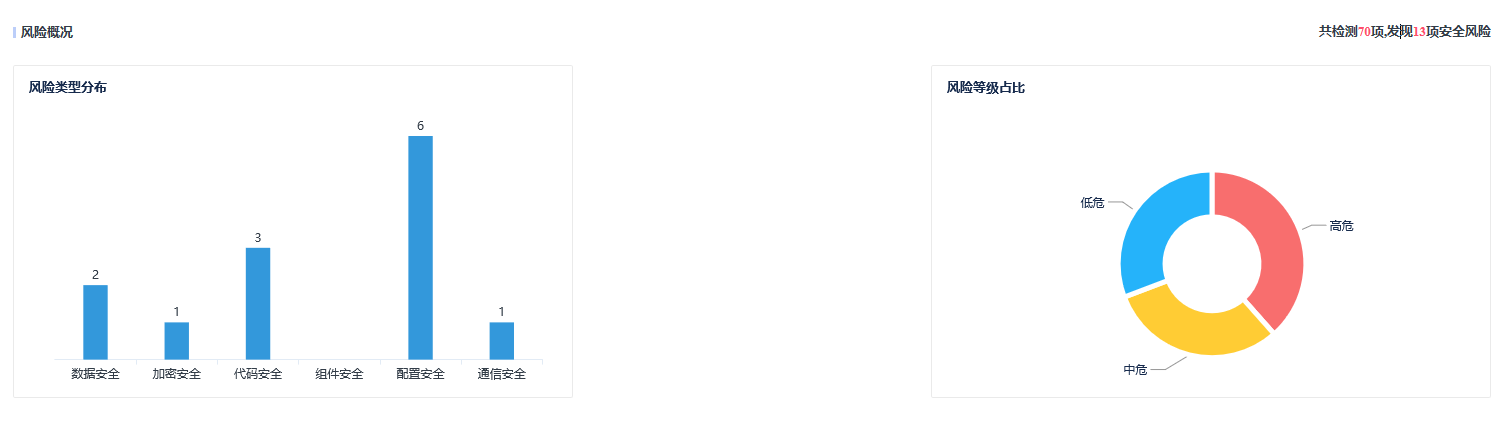 风险概况
共检测70项,发现13项安全风险
风险类型分布
6
3
2
1
1
数据安全
加密安全
代码安全
组件安全
配置安全
通信安全
风险等级占比
低危
高危
中危